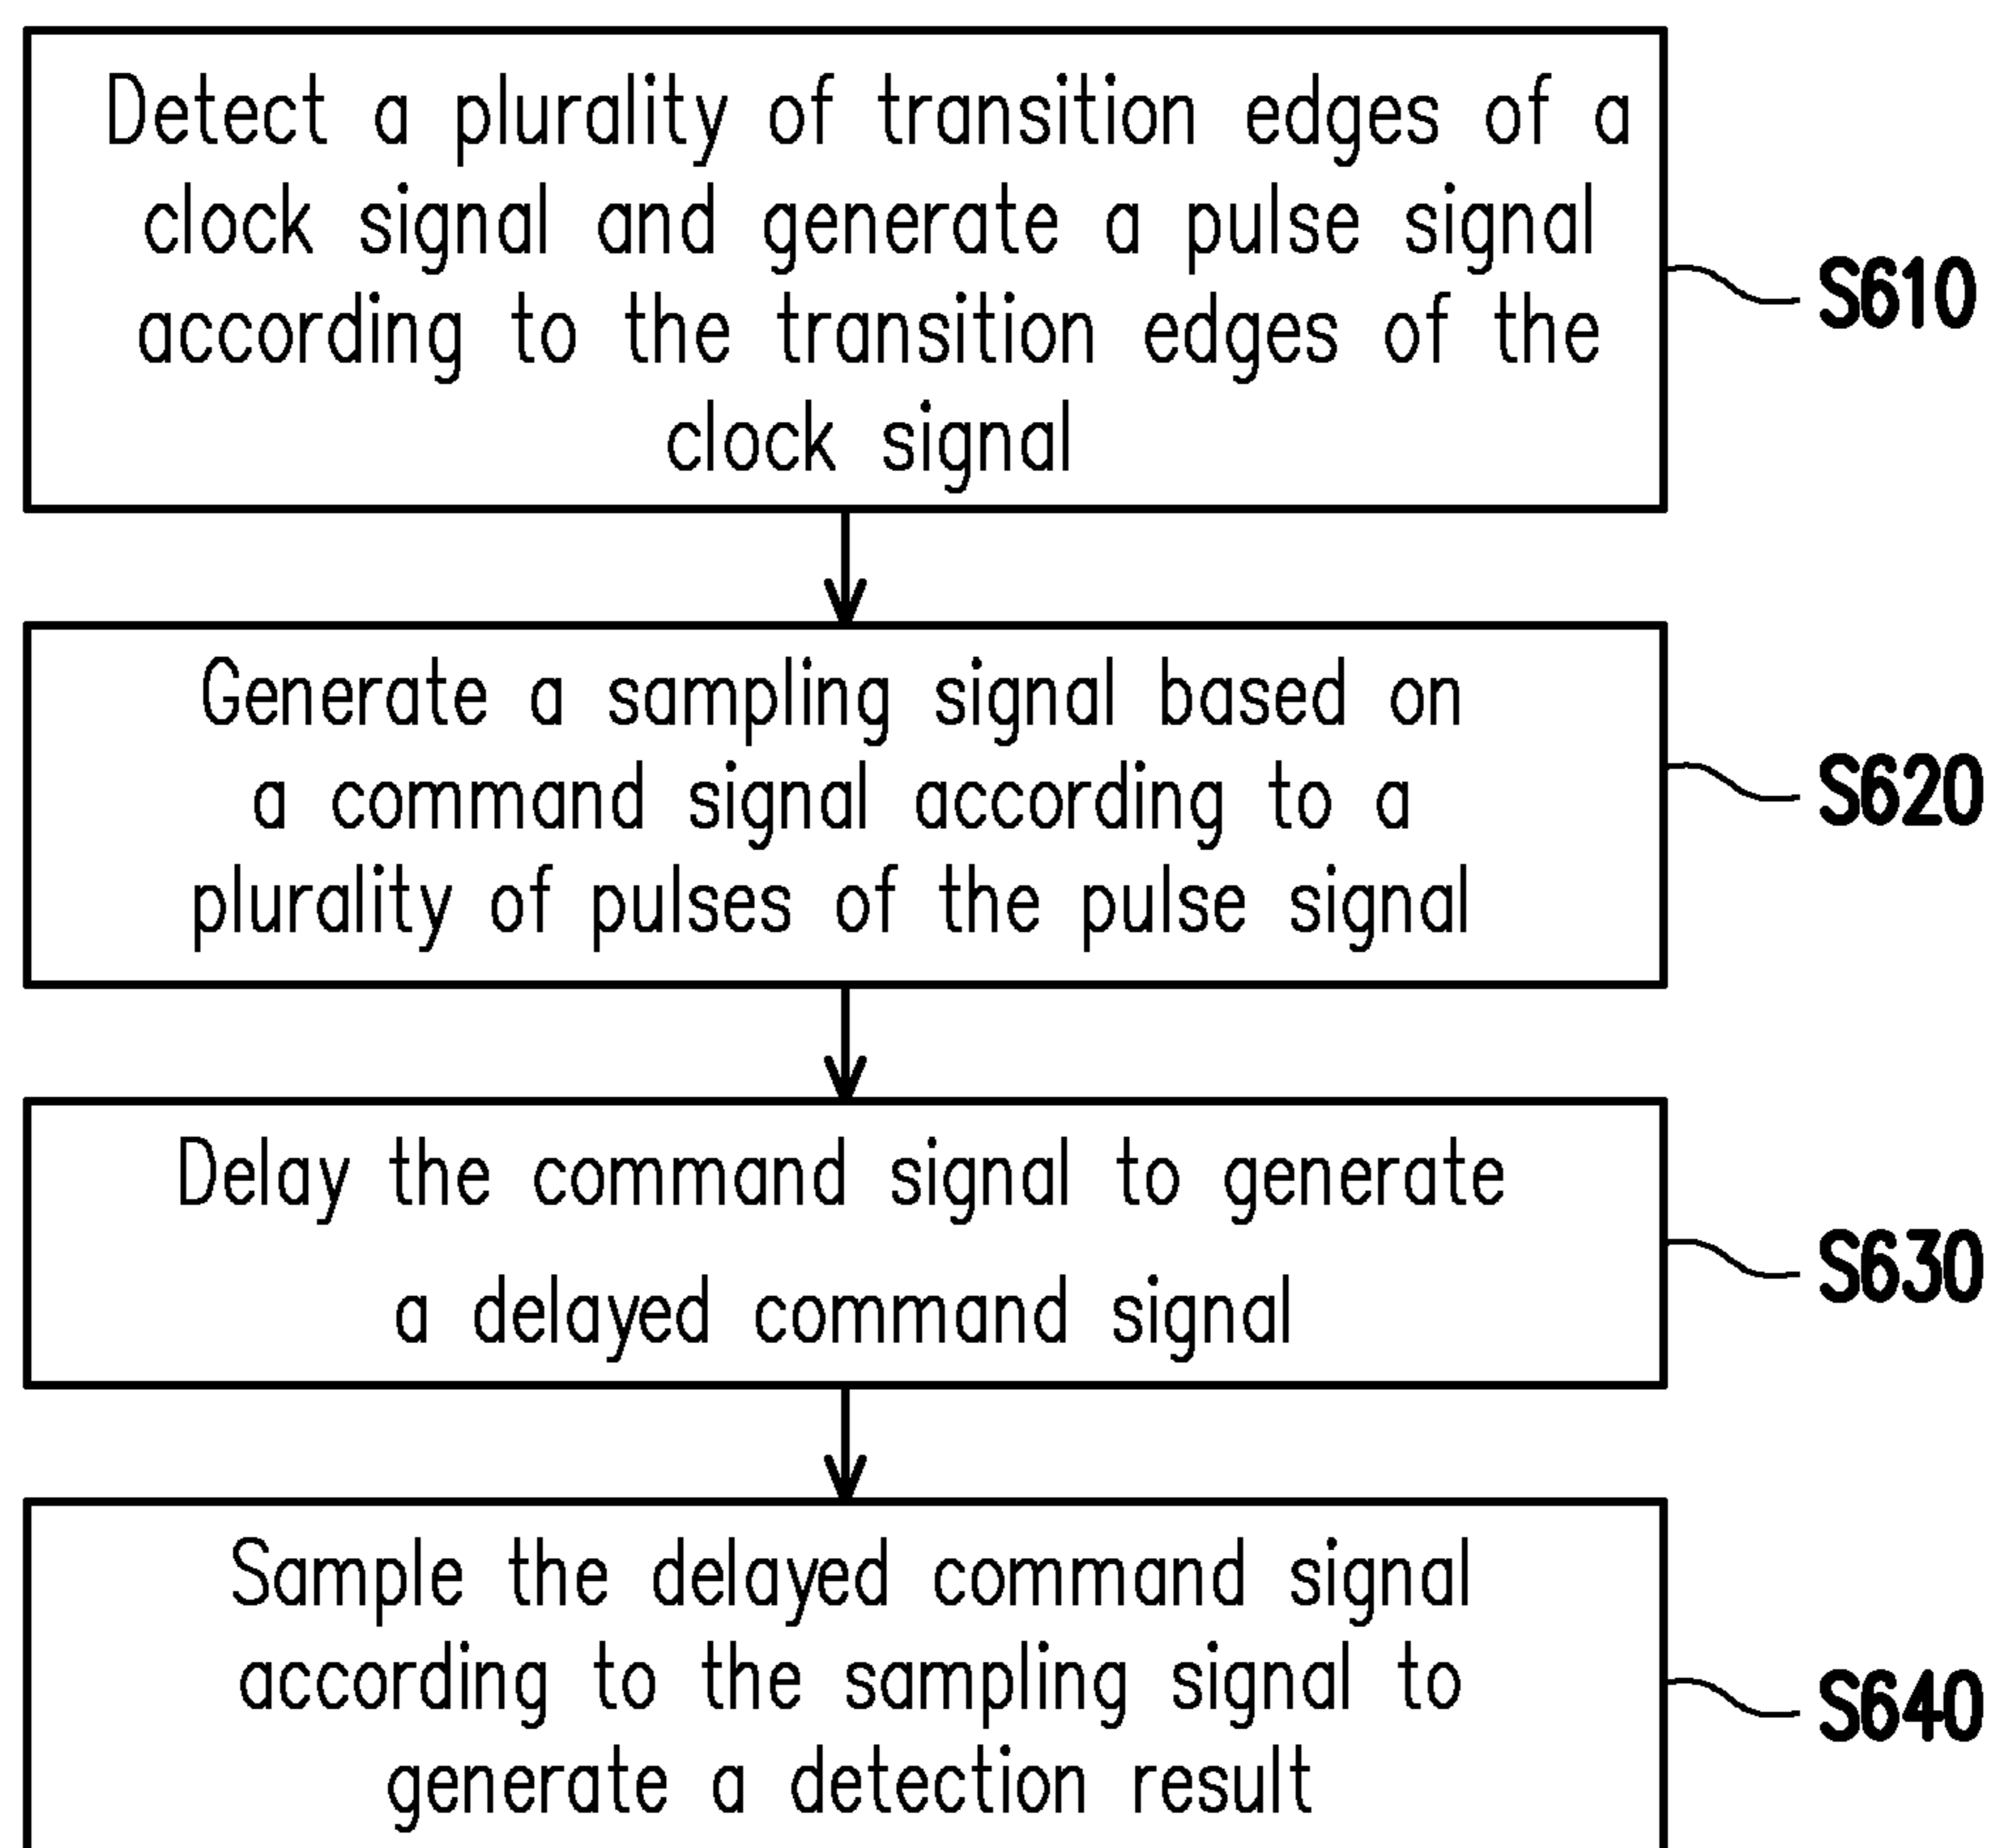 Detect a plurality of transition edges of a
clock signal and generate a pulse signal
according to the transition edges of the
clock signal
S610
Generate a sampling signal based on
a command signal according to a
plurality of pulses of the pulse signal
S620
Delay the command signal to generate
a delayed command signal
S630
Sample the delayed command signal
according to the sampling signal to
generate a detection result
S640